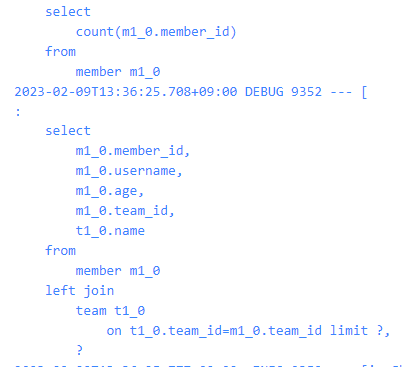 select
count(m1_0.member_id)
from
member m1_0
2023-02-09T13:36:25.708+09:00 DEBUG 9352 --- [
:
select
m1_0.member_id,
m1_0.username,
m1_0.age,
m1_0.team_id,
t1_0.name
from
member m1_0
left join
team t1_0
on t1_0.team_id=m1_0.team_id limit ?,
?